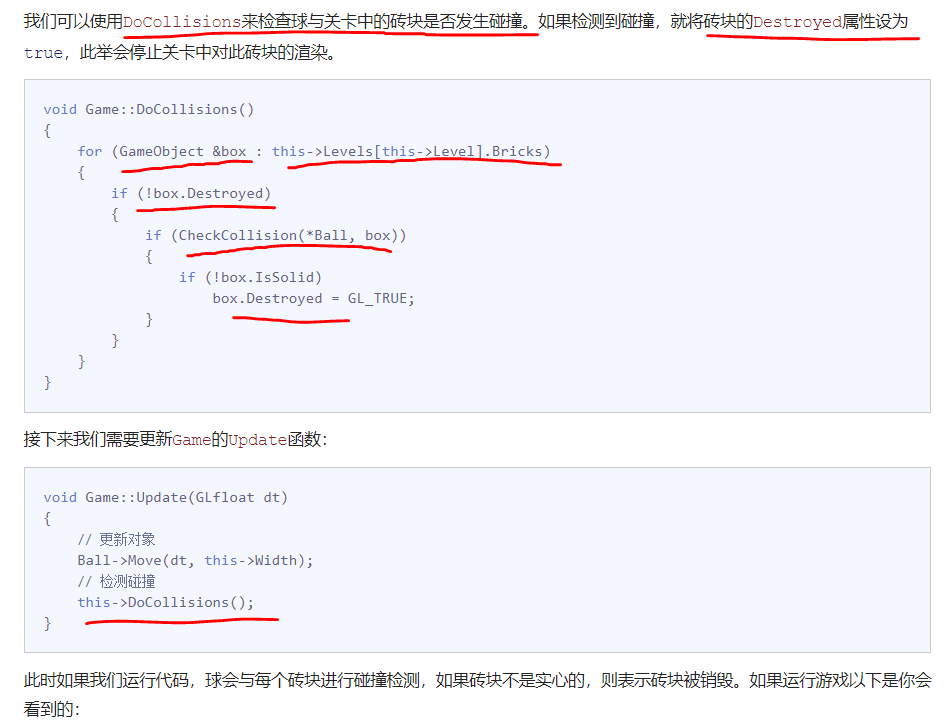 我们可以使用DoCollisions来检查球与关卡中的砖块是否发生碰撞。如果检测到碰撞，就将砖块的Destroyed属性设为
true，此举会停止关卡中对此砖块的渲染。
void Game::DoCollisions()
{
    for (GameObject &box : this->Levels[this->Level].Bricks)
    {
        if (!box.Destroyed)
        {
            if (CheckCollision(*Ball, box))
            {
                if (!box.IsSolid)
                    box.Destroyed = GL_TRUE;
            }
        }
    }
}
接下来我们需要更新Game的Update函数：
void Game::Update(GLfloat dt)
{
    // 更新对象
    Ball->Move(dt, this->Width);
    // 检测碰撞
    this->DoCollisions();
}
此时如果我们运行代码，球会与每个砖块进行碰撞检测，如果砖块不是实心的，则表示砖块被销毁。如果运行游戏以下是你会
看到的：